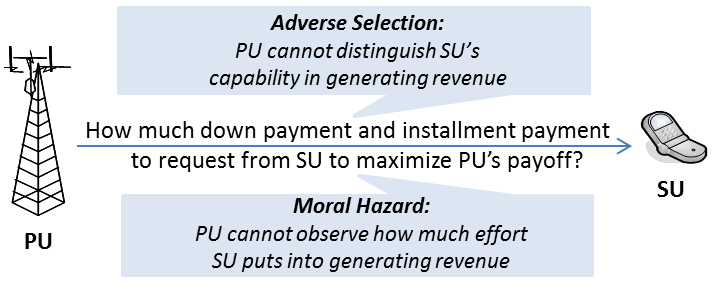 Adverse Selection:
PU cannot distinguish SU's
capability in generating revenue
How much down payment and installment payment
to request from SU to maximize PU's payoff?
PU
SU
Moral Hazard:
PU cannot observe how much effort
SU puts into generating revenue